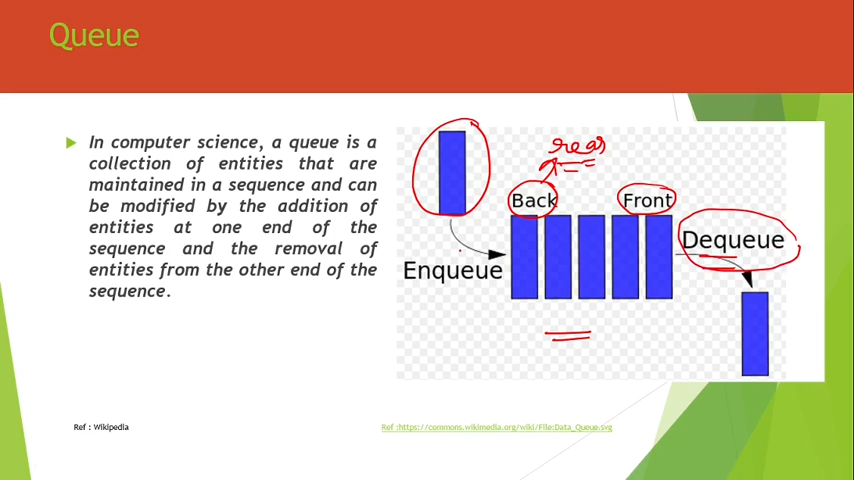 Queue
In computer science, a queue is a
collection of entities that are
maintained in a sequence and can
be modified by the addition of
entities at one end of the
sequence and the removal of
entities from the other end of the
sequence.
rear
Back
Front
Dequeue
Enqueue
Ref : Wikipedia
Ref :https://commons.wikimedia.org/wiki/File:Data_Queue.svg